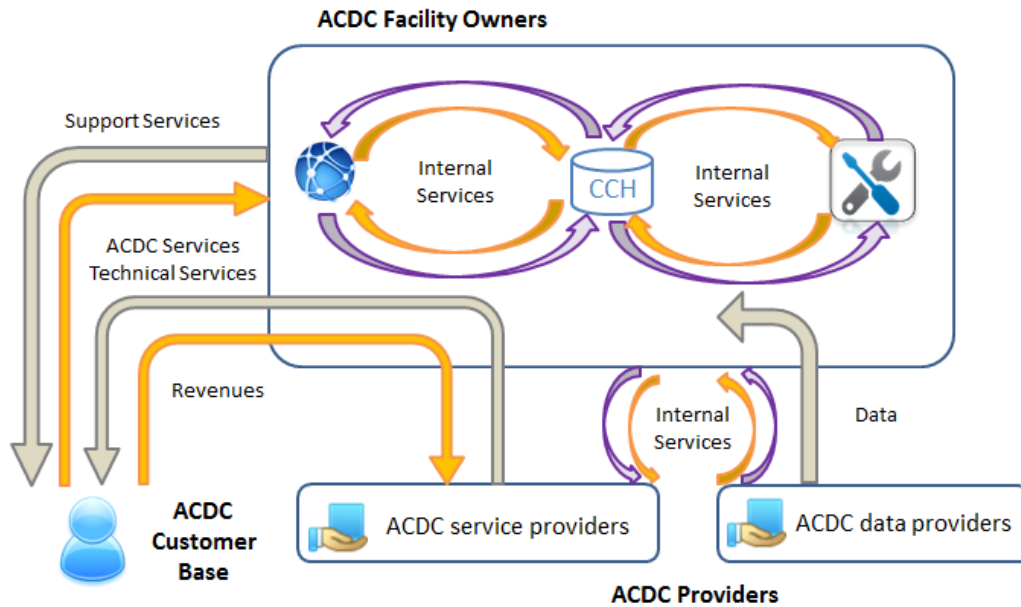 ACDC Facility Owners
Support Services
Internal
Services
CCH
Internal
Services
ACDC Services
Technical Services
Revenues
Internal
Services
Data
ACDC
Customer
Base
ACDC service providers
ACDC data providers
ACDC Providers